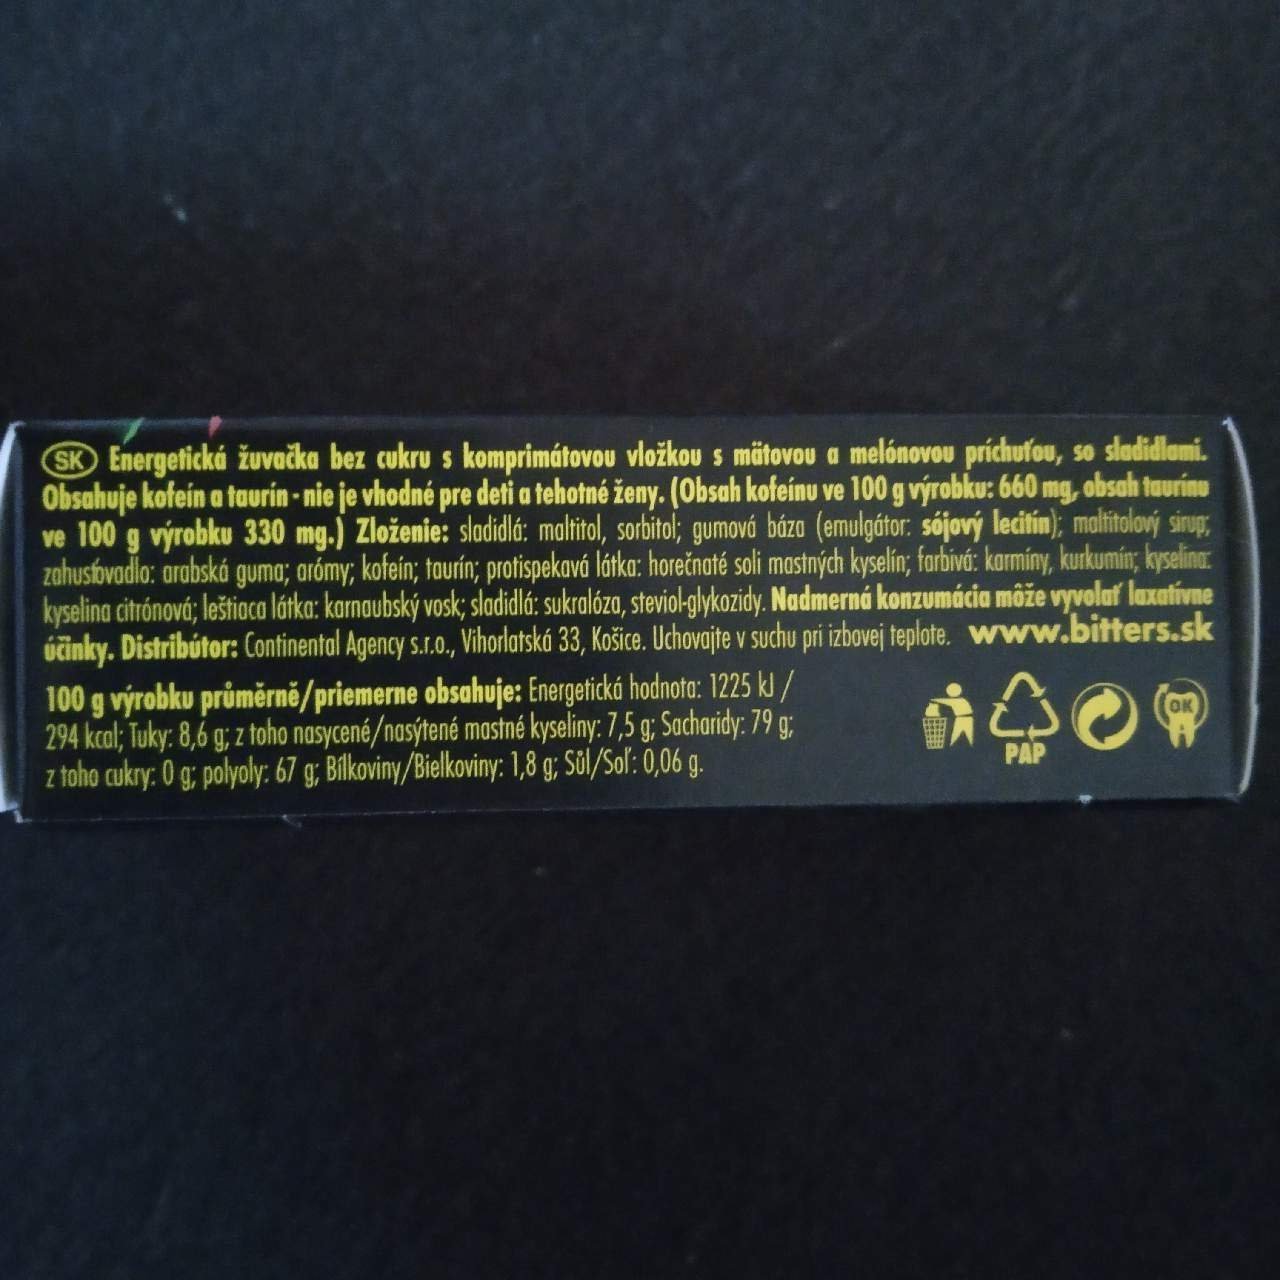 SK Energetická žuvačka bez cukru s komprimátovou vložkou s mätovou a melónovou príchuťou, so sladidlami.
Obsahuje kofeín a taurín - nie je vhodné pre deti a tehotné ženy. (Obsah kofeínu ve 100 g výrobku: 660 mg, obsah taurínu
ve 100 g výrobku 330 mg.) Zloženie: sladidlá: maltitol, sorbitol; gumová báza (emulgátor: sójový lecitín); maltitolový sirup;
zahusťovadlo: arabská guma; arómy; kofeín; taurín; protispekavá látka: horečnaté soli mastných kyselín; farbivá: karmíny, kurkumín; kyselina:
kyselina citrónová; leštiaca látka: karnaubský vosk; sladidlá: sukralóza, steviol-glykozidy. Nadmerná konzumácia môže vyvolať laxatívne
účinky. Distribútor: Continental Agency s.r.o., Vihorlatská 33, Košice. Uchovajte v suchu pri izbovej teplote. www.bitters.sk
100 g výrobku průměrně/priemerne obsahuje: Energetická hodnota: 1225 kJ /
294 kcal; Tuky: 8,6 g; z toho nasycené/nasýtené mastné kyseliny: 7,5 g; Sacharidy: 79 g;
z toho cukry: 0 g; polyoly: 67 g; Bílkoviny/Bielkoviny: 1,8 g; Sůl/Soľ: 0,06 g.
PAP
OK